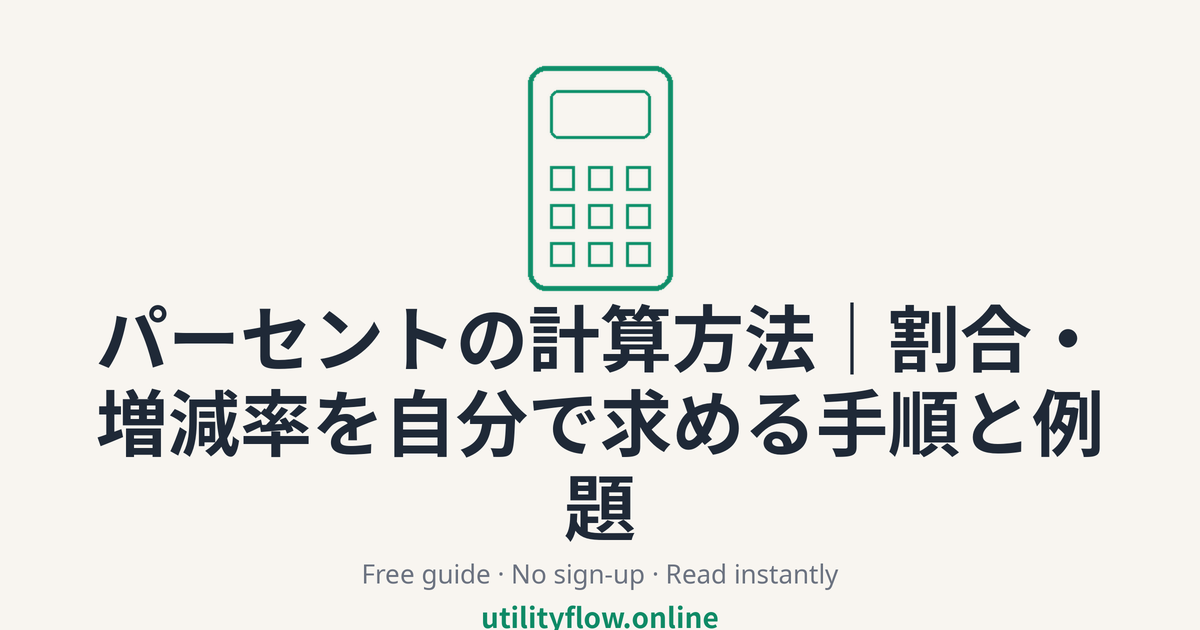 パーセントの計算方法｜割合・
増減率を自分で求める手順と例
題
Free guide · No sign-up · Read instantly
utilityflow.online